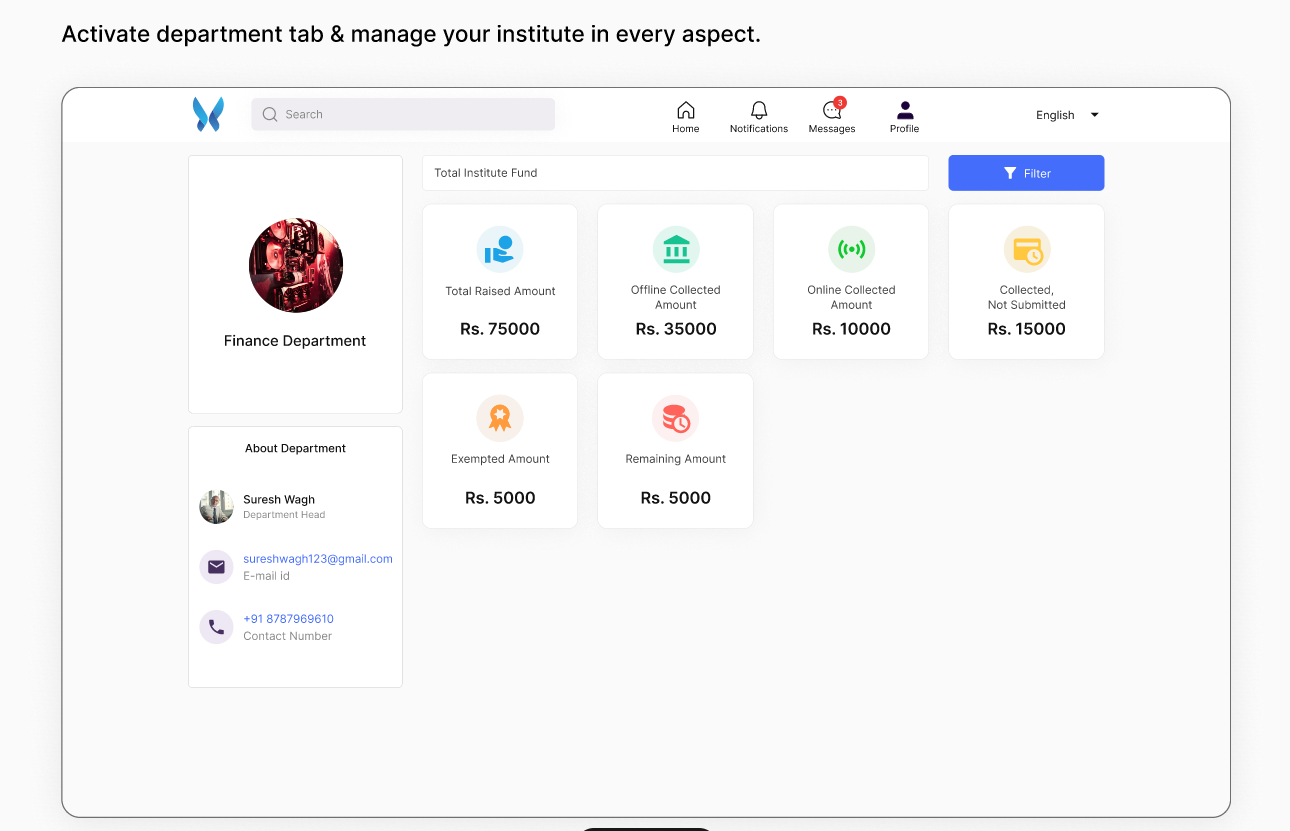 Activate department tab & manage your institute in every aspect.
Search
Home
Notifications
3
Messages
Profile
English
Finance Department
Total Institute Fund
Filter
Total Raised Amount
Rs. 75000
Offline Collected
Amount
Rs. 35000
Online Collected
Amount
Rs. 10000
Collected,
Not Submitted
Rs. 15000
Exempted Amount
Rs. 5000
Remaining Amount
Rs. 5000
About Department
Suresh Wagh
Department Head
sureshwagh123@gmail.com
E-mail id
+91 8787969610
Contact Number